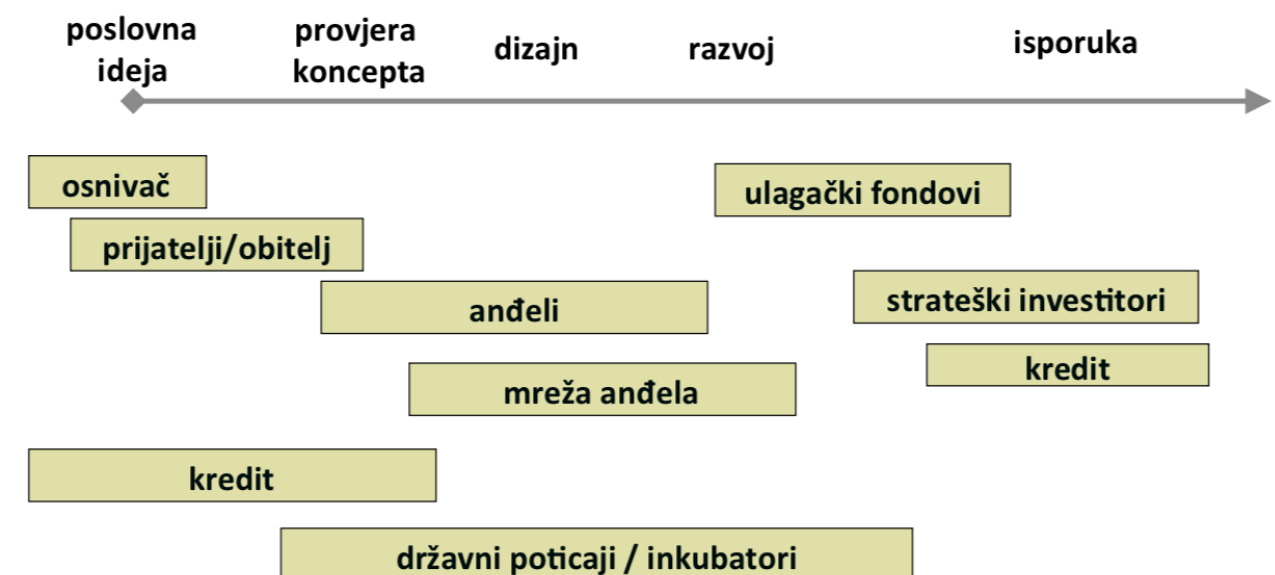 poslovna
ideja
provjera
koncepta
dizajn
razvoj
isporuka
osnivač
ulagački fondovi
prijatelji/obitelj
anđeli
strateški investitori
kredit
mreža anđela
kredit
državni poticaji / inkubatori